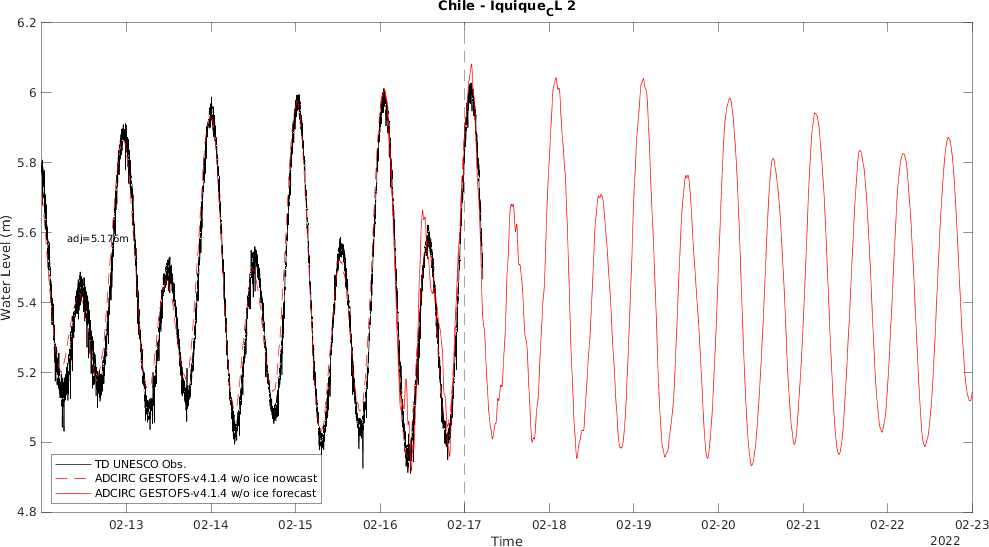 Chile - Iquique_CL 2
6.2
6
5.8
5.6
5.4
5.2
5
4.8
Water Level (m)
adj=5.176m
TD UNESCO Obs.
ADCIRC GESTOFS-v4.1.4 w/o ice nowcast
ADCIRC GESTOFS-v4.1.4 w/o ice forecast
02-13
02-14
02-15
02-16
02-17
02-18
02-19
02-20
02-21
02-22
02-23
Time
2022